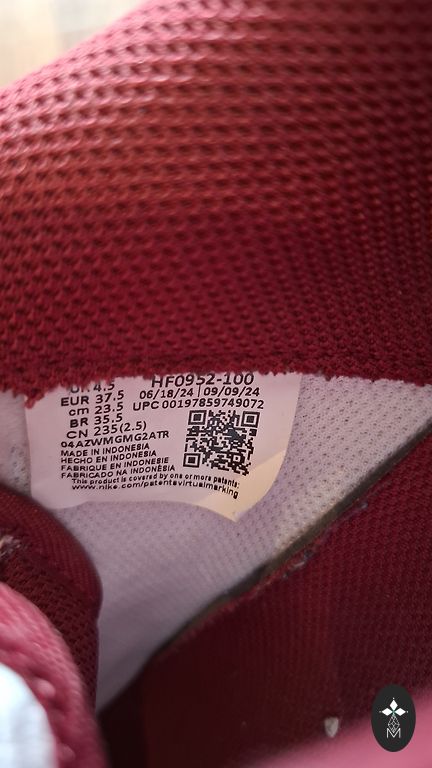 UK 4.5
EUR 37.5
cm 23.5
BR 35.5
CN 235(2.5)
04AZWMGMG2ATR
MADE IN INDONESIA
HECHO EN INDONESIA
FABRIQUE EN INDONESIE
FABRICADO NA INDONÉSIA
HF0952-100
06/18/24 | 09/09/24
UPC 00197859749072
This product is covered by one or more patents:
www.nike.com/patentsvirtualmarking
M